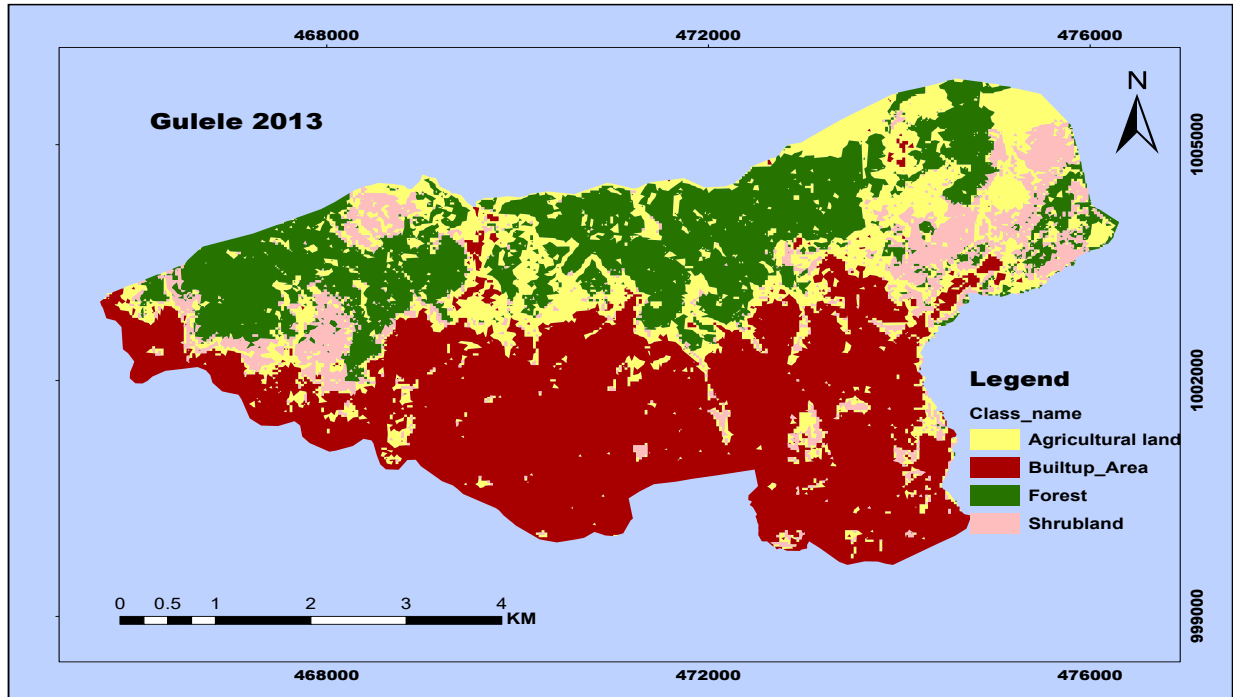 468000 472000 476000
N
Gulele 2013
1005000
1002000
Legend
Class_name
Agricultural land
Builtup_Area
Forest
Shrubland
0 0.5 1 2 3 4
KM
999000
468000 472000 476000